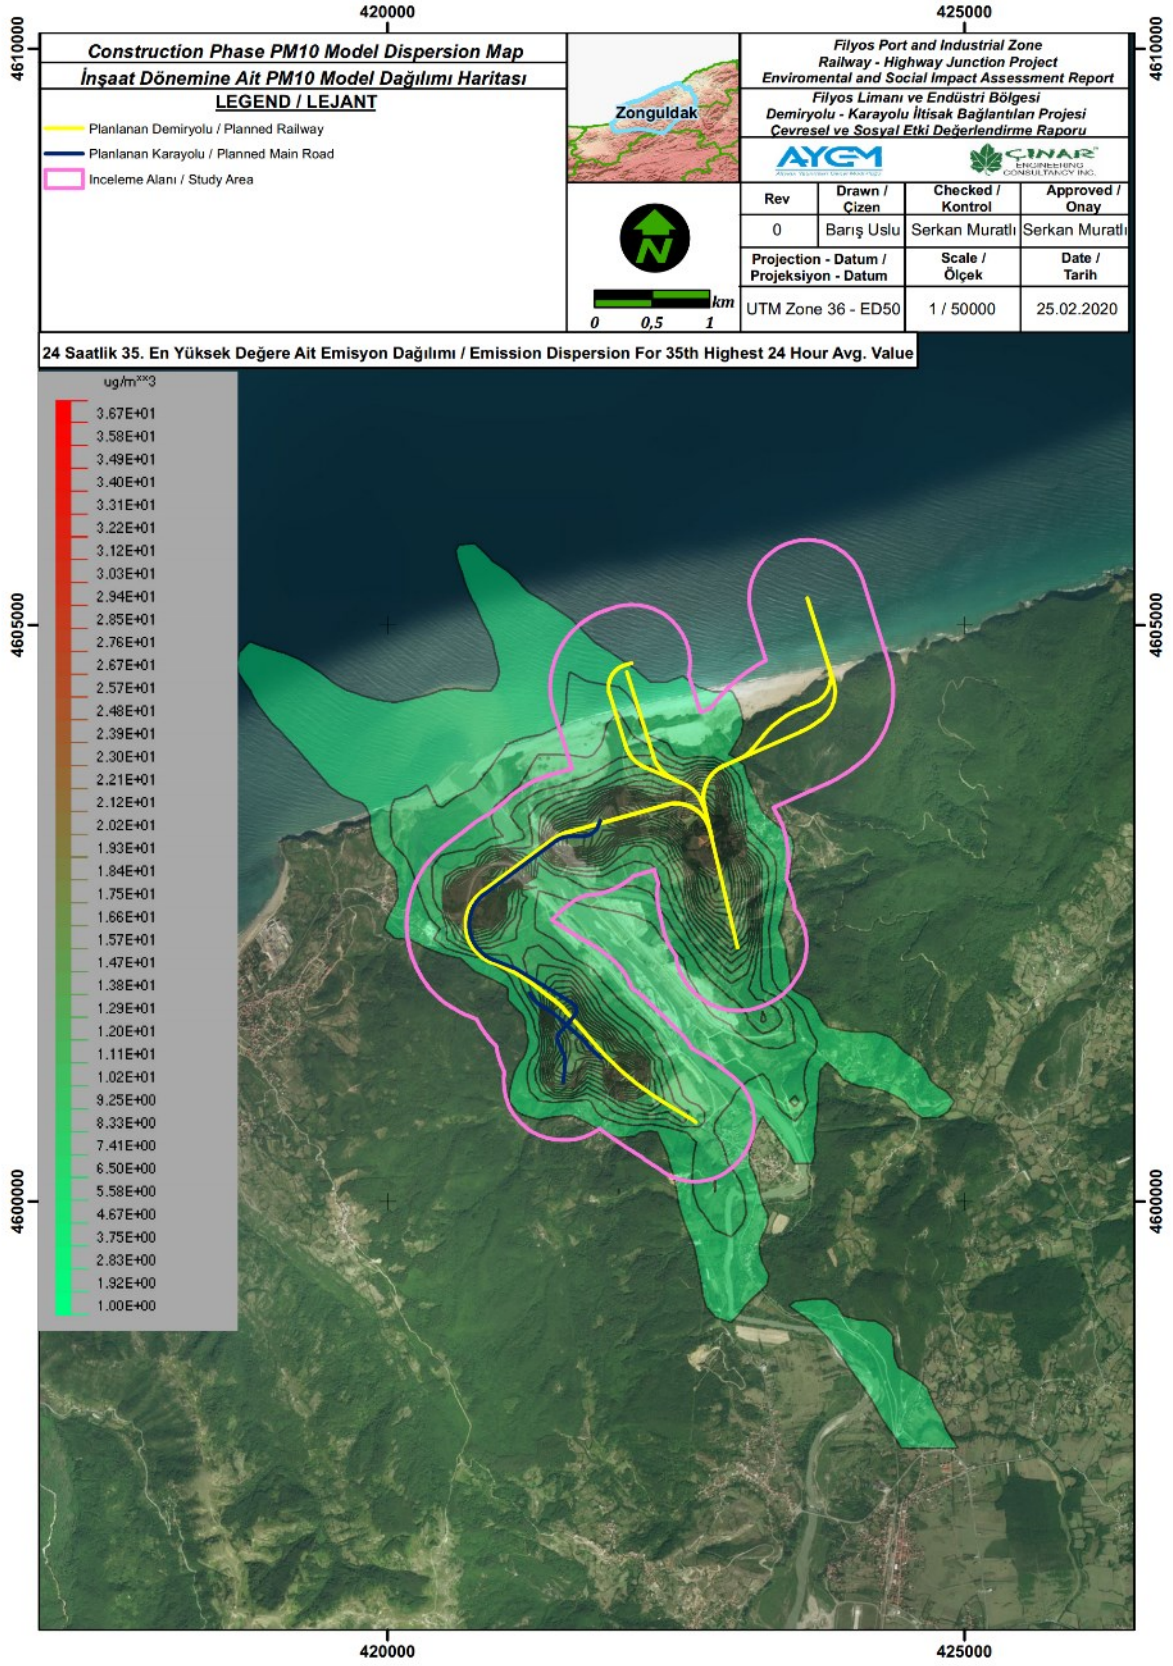 420000
425000
4610000
4610000
Construction Phase PM10 Model Dispersion Map
İnşaat Dönemine Ait PM10 Model Dağılımı Haritası
LEGEND / LEJANT
Planlanan Demiryolu / Planned Railway
Planlanan Karayolu / Planned Main Road
Inceleme Alanı / Study Area
Zonguldak
N
km
0 0,5 1
Filyos Port and Industrial Zone
Railway - Highway Junction Project
Enviromental and Social Impact Assessment Report
Filyos Limanı ve Endüstri Bölgesi
Demiryolu - Karayolu İltisak Bağlantıları Projesi
Çevresel ve Sosyal Etki Değerlendirme Raporu
AYGM
ÇINAR
ENGINEERING
CONSULTANCY INC.
Rev Drawn / Çizen Checked / Kontrol Approved / Onay
0 Barış Uslu Serkan Muratlı Serkan Muratlı
Projection - Datum / Projeksiyon - Datum Scale / Ölçek Date / Tarih
UTM Zone 36 - ED50 1 / 50000 25.02.2020
24 Saatlik 35. En Yüksek Değere Ait Emisyon Dağılımı / Emission Dispersion For 35th Highest 24 Hour Avg. Value
ug/m**3
3.67E+01
3.58E+01
3.49E+01
3.40E+01
3.31E+01
3.22E+01
3.12E+01
3.03E+01
2.94E+01
2.85E+01
2.76E+01
2.67E+01
2.57E+01
2.48E+01
2.39E+01
2.30E+01
2.21E+01
2.12E+01
2.02E+01
1.93E+01
1.84E+01
1.75E+01
1.66E+01
1.57E+01
1.47E+01
1.38E+01
1.29E+01
1.20E+01
1.11E+01
1.02E+01
9.25E+00
8.33E+00
7.41E+00
6.50E+00
5.58E+00
4.67E+00
3.75E+00
2.83E+00
1.92E+00
1.00E+00
4605000
4605000
4600000
4600000
420000
425000